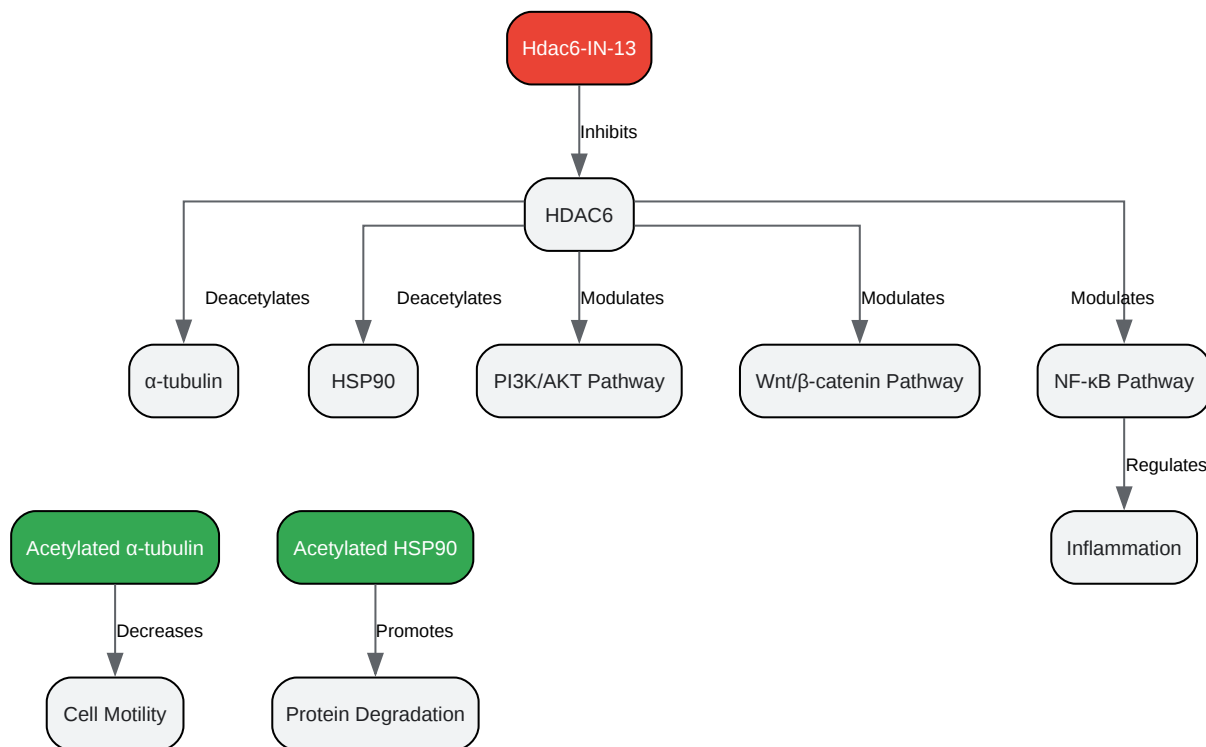 Hdac6-IN-13
Inhibits
HDAC6
Deacetylates
Deacetylates
Modulates
Modulates
Modulates
α-tubulin
HSP90
PI3K/AKT Pathway
Wnt/β-catenin Pathway
NF-κB Pathway
Regulates
Acetylated α-tubulin
Acetylated HSP90
Inflammation
Decreases
Promotes
Cell Motility
Protein Degradation